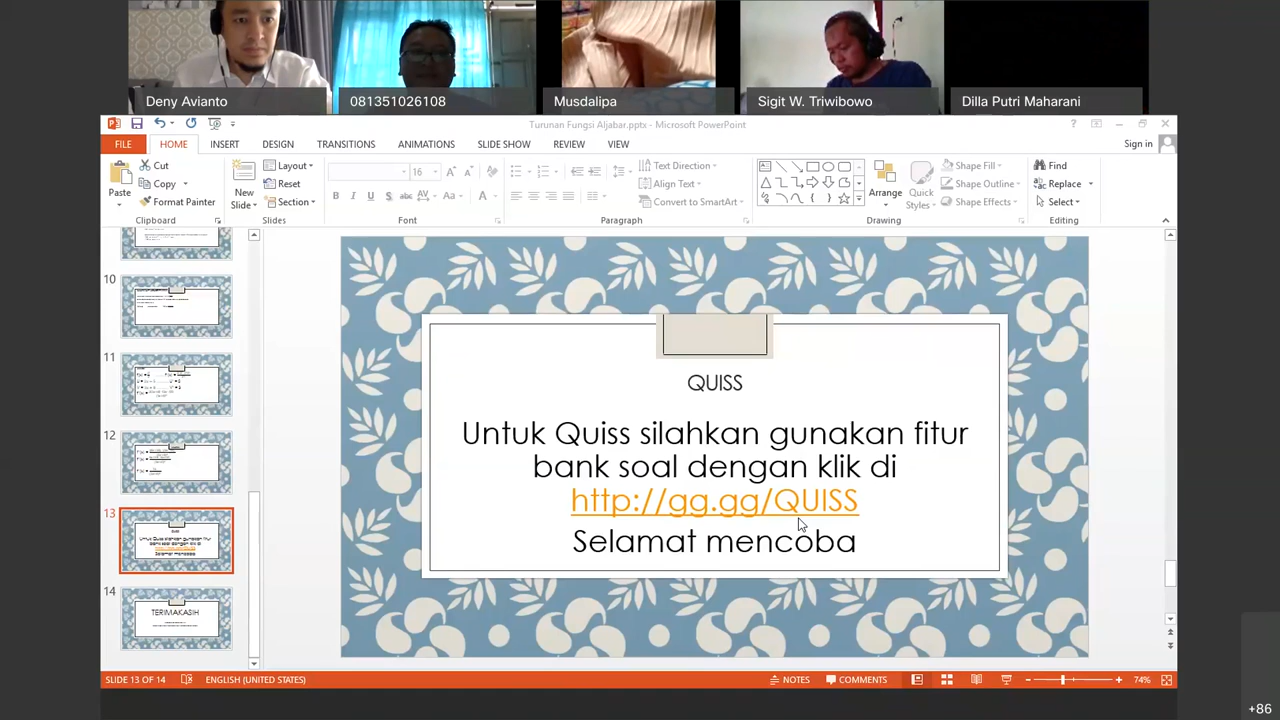 Deny Avianto
081351026108
Musdalipa
Sigit W. Triwibowo
Dilla Putri Maharani
Turunan Fungsi Aljabar.pptx - Microsoft PowerPoint
FILE HOME INSERT DESIGN TRANSITIONS ANIMATIONS SLIDE SHOW REVIEW VIEW Sign in
Paste
Cut
Copy
Format Painter
Clipboard
New Slide
Layout
Reset
Section
Slides
16
Font
Text Direction
Align Text
Convert to SmartArt
Paragraph
Arrange
Quick Styles
Shape Fill
Shape Outline
Shape Effects
Drawing
Find
Replace
Select
Editing
10
11
12
13
14
TERIMAKASIH
QUISS
Untuk Quiss silahkan gunakan fitur
bank soal dengan klik di
http://gg.gg/QUISS
Selamat mencoba
SLIDE 13 OF 14 ENGLISH (UNITED STATES) NOTES COMMENTS 74%
+86